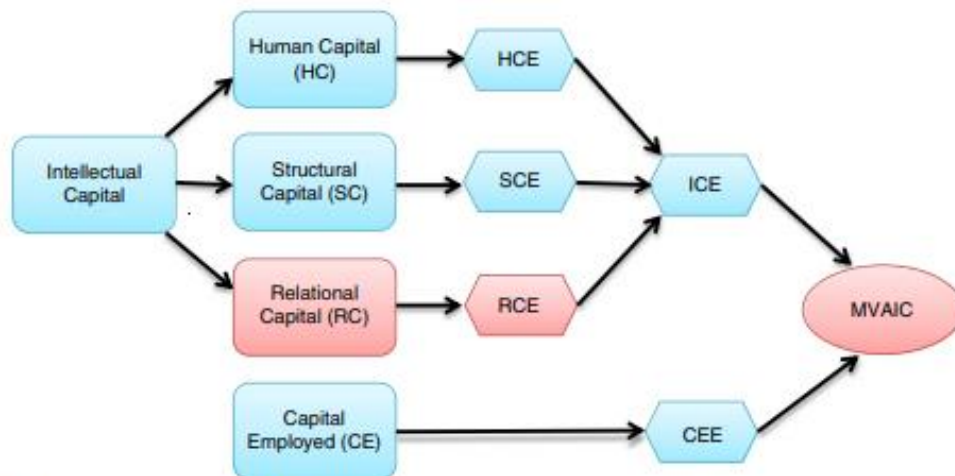 Human Capital
(HC)
HCE
Intellectual
Capital
Structural
Capital (SC)
SCE
ICE
Relational
Capital (RC)
RCE
MVAIC
Capital
Employed (CE)
CEE